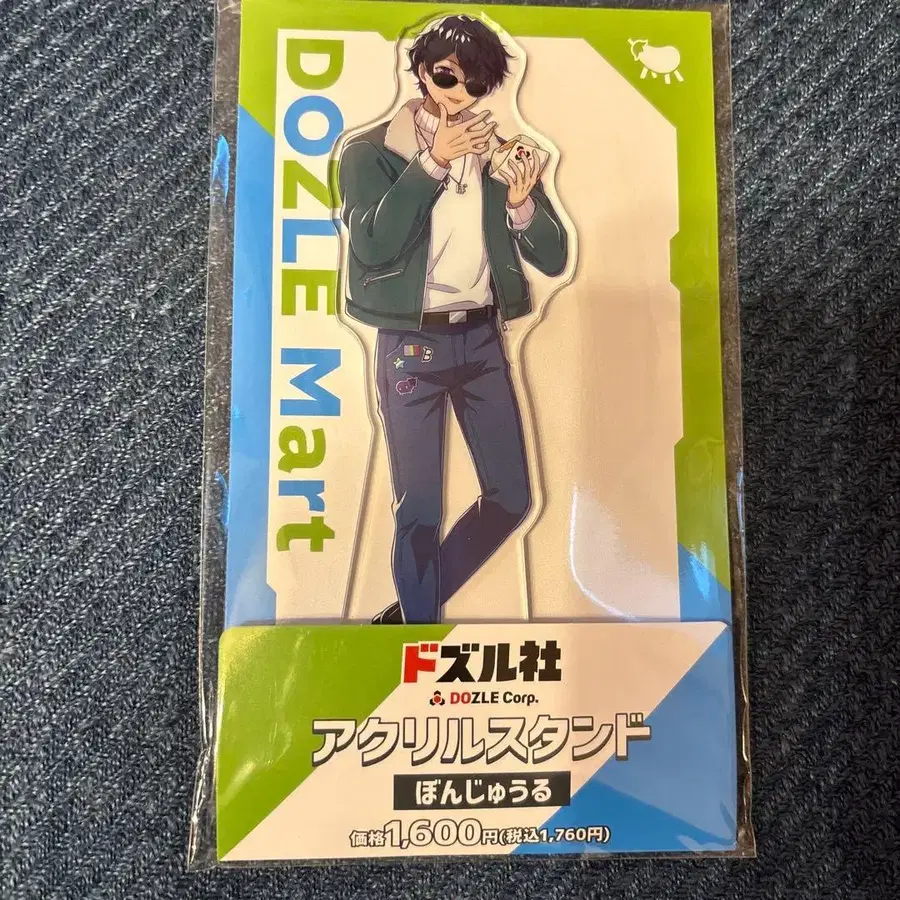 DOZLE Mart
B
ドズル社
DOZLE Corp.
アクリルスタンド
ぼんじゅうる
価格1,600円(税込1,760円)